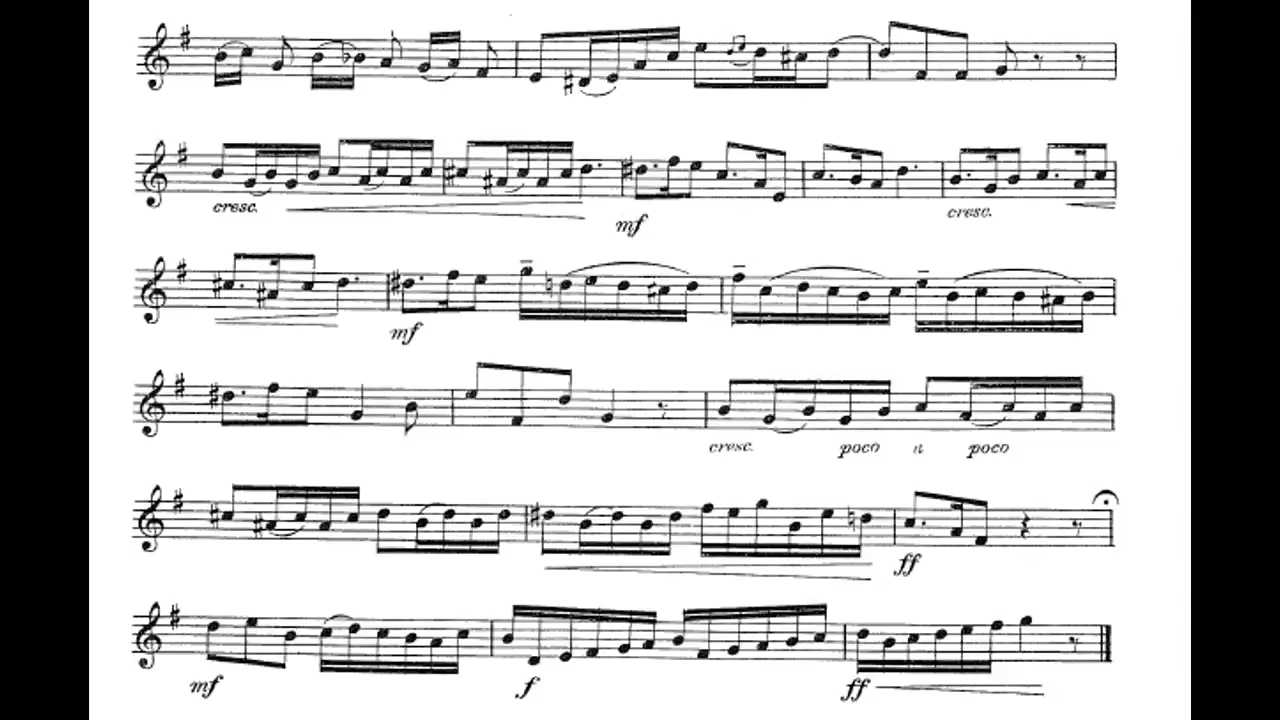 cresc.
mf
cresc.
mf
cresc. poco a poco
ff
mf f ff